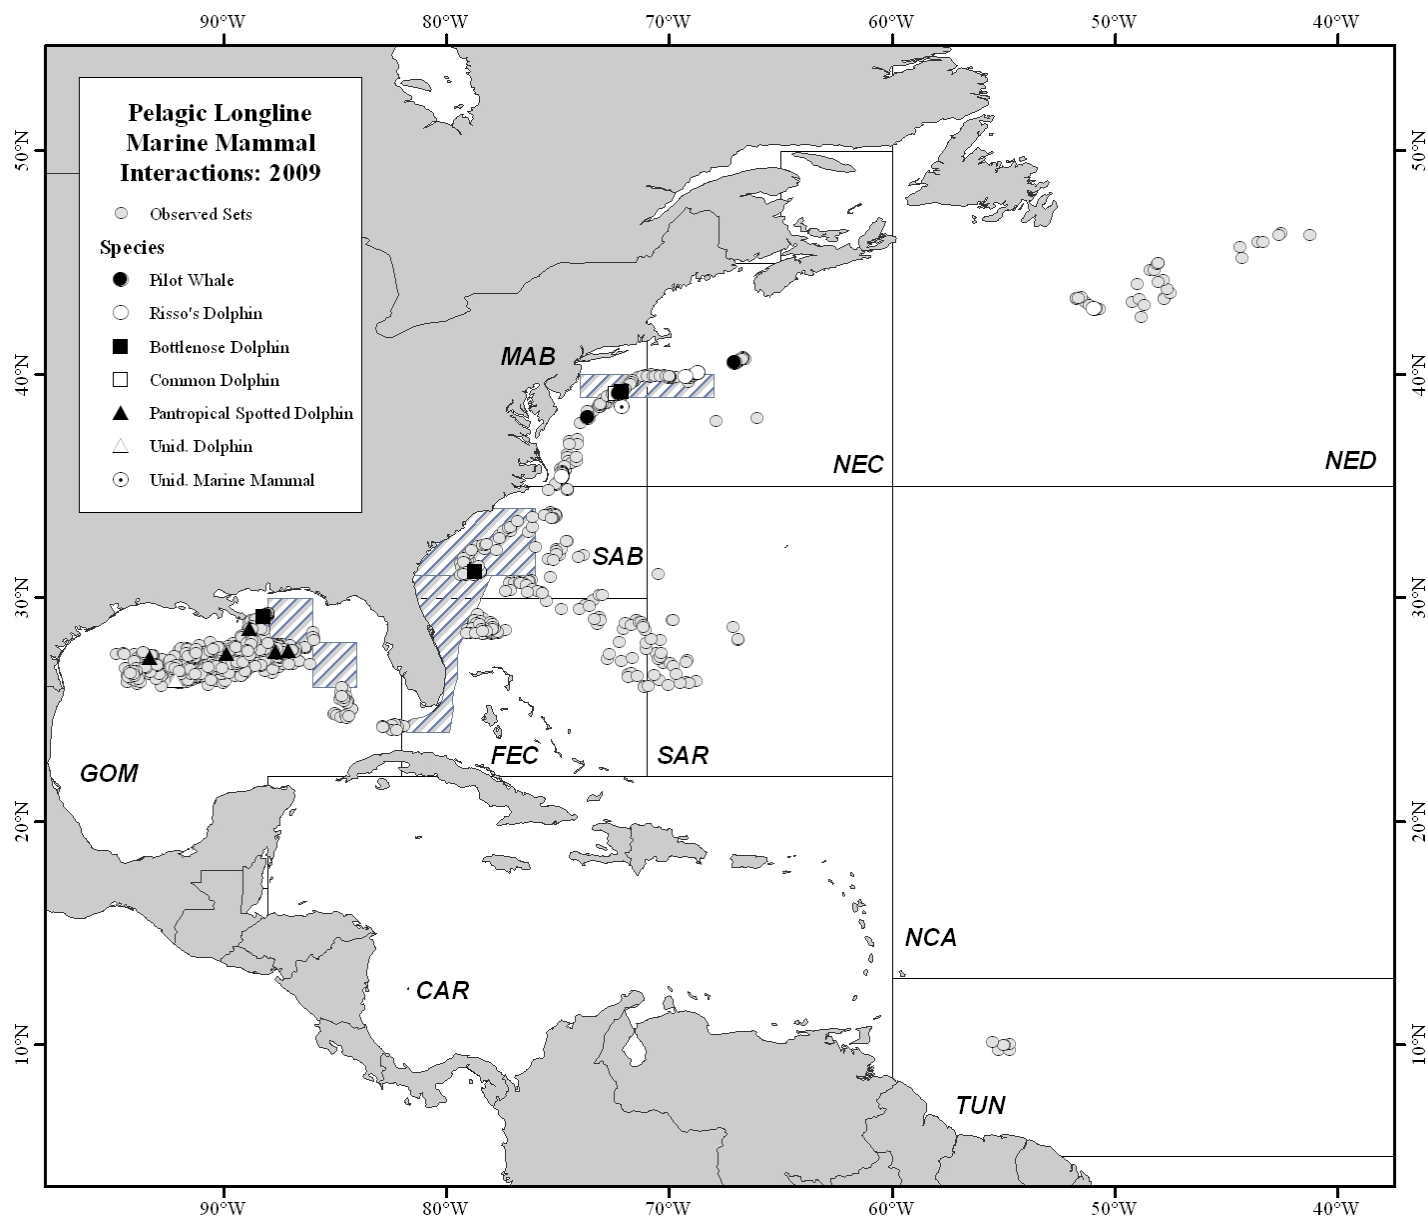 90°W 80°W 70°W 60°W 50°W 40°W
Pelagic Longline
Marine Mammal
Interactions: 2009
Observed Sets
Species
Pilot Whale
Risso's Dolphin
Bottlenose Dolphin
Common Dolphin
Pantropical Spotted Dolphin
Unid. Dolphin
Unid. Marine Mammal
50°N 50°N
40°N 40°N
30°N 30°N
20°N 20°N
10°N 10°N
MAB
NEC
NED
SAB
FEC
SAR
GOM
NCA
CAR
TUN
90°W 80°W 70°W 60°W 50°W 40°W